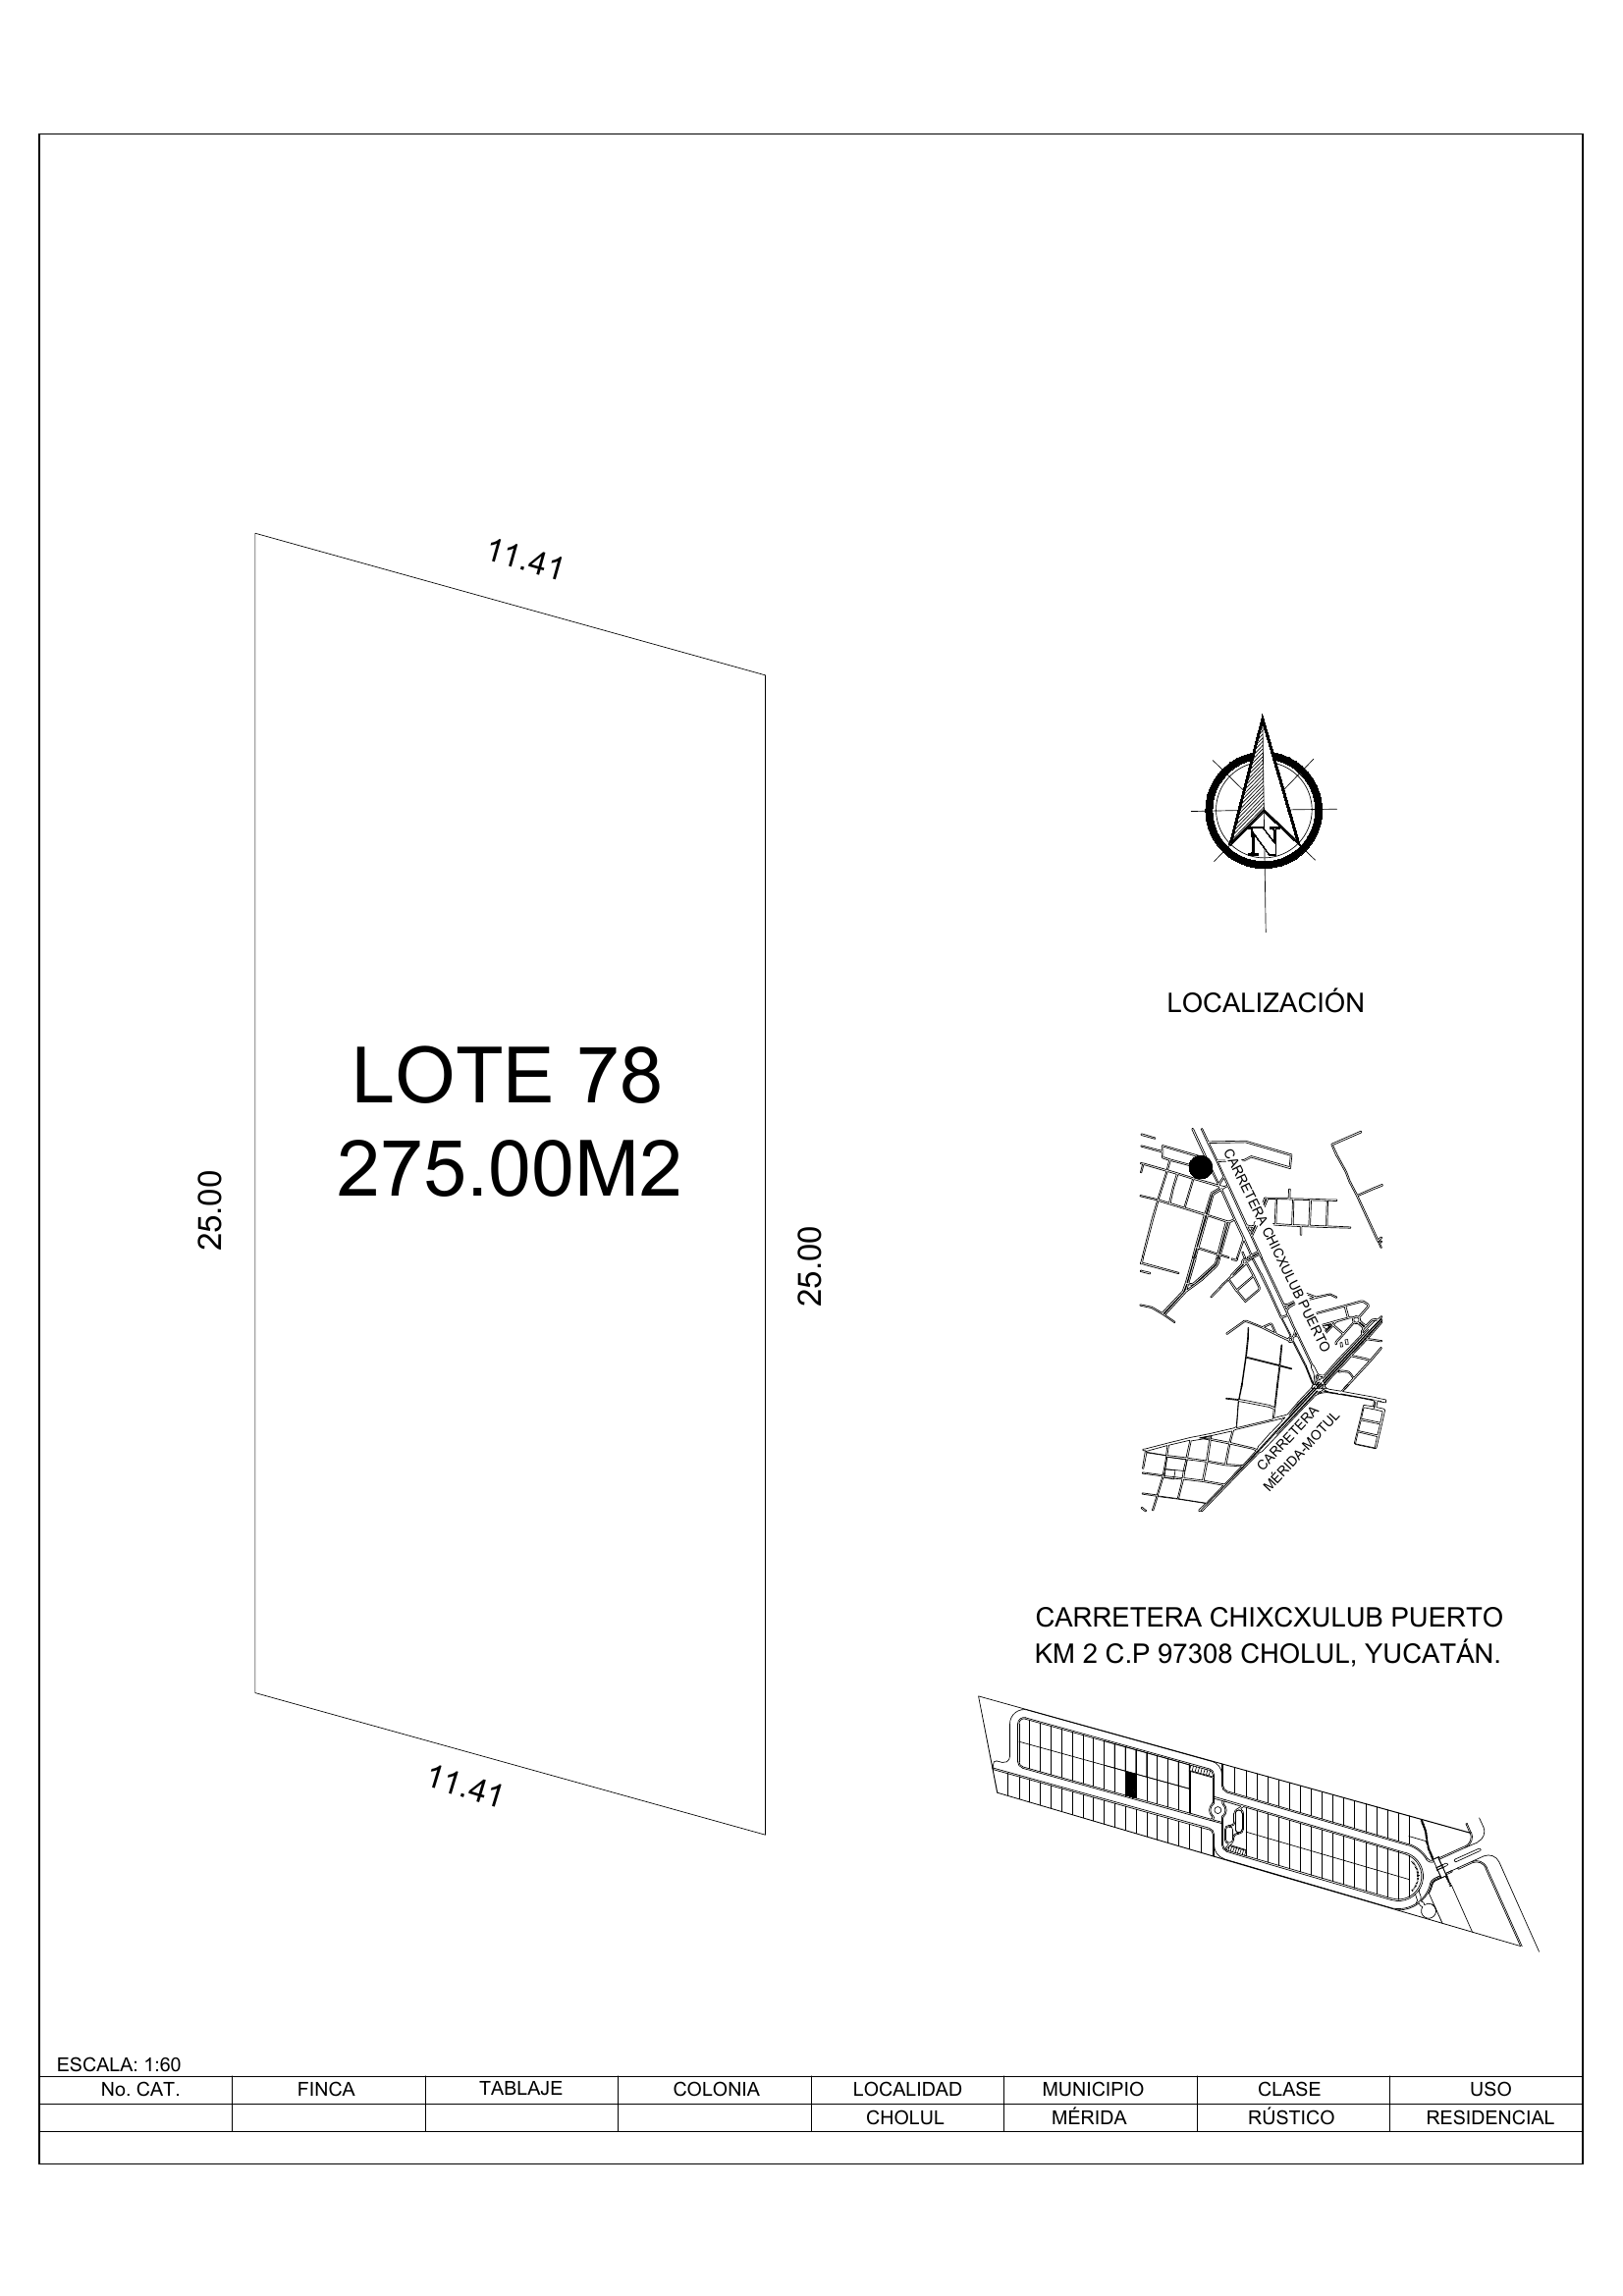 11.41
LOTE 78
275.00M2
25.00
25.00
11.41
N
LOCALIZACIÓN
CARRETERA CHICXULUB PUERTO
CARRETERA
MÉRIDA-MOTUL
CARRETERA CHIXCXULUB PUERTO
KM 2 C.P 97308 CHOLUL, YUCATÁN.
ESCALA: 1:60
No. CAT. FINCA TABLAJE COLONIA LOCALIDAD MUNICIPIO CLASE USO
CHOLUL MÉRIDA RÚSTICO RESIDENCIAL